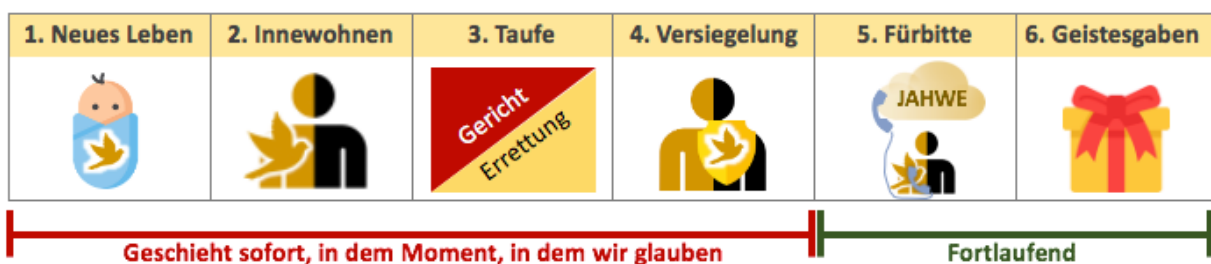 1. Neues Leben
2. Innewohnen
3. Taufe
4. Versiegelung
5. Fürbitte
6. Geistesgaben
Gericht
Errettung
JAHWE
Geschieht sofort, in dem Moment, in dem wir glauben
Fortlaufend